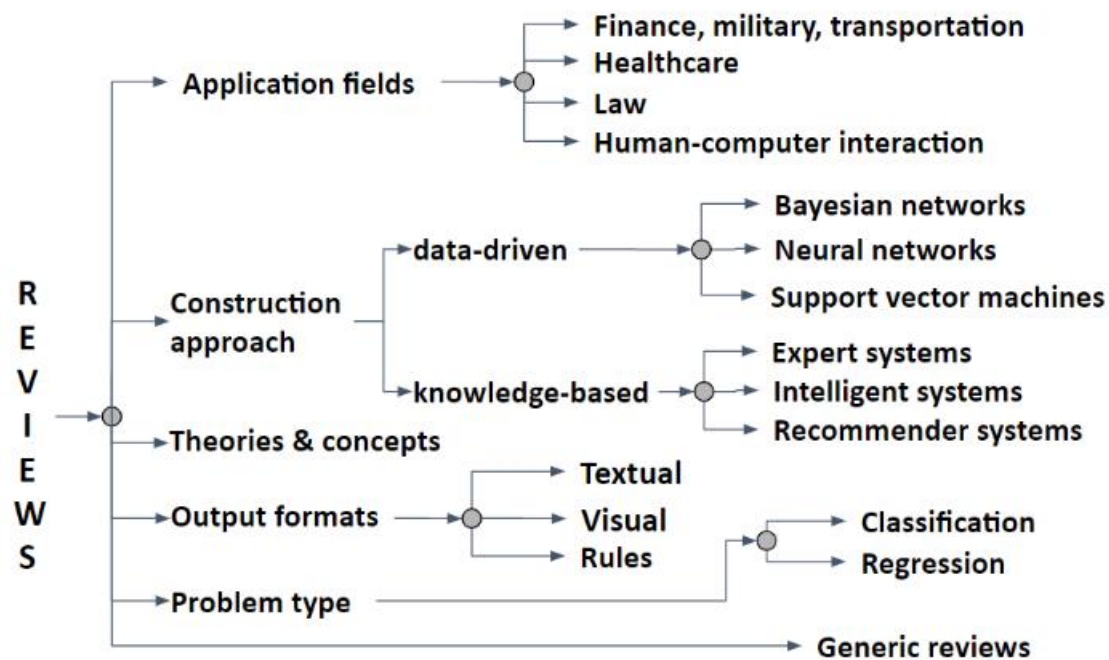 REVIEWS
Application fields
Finance, military, transportation
Healthcare
Law
Human-computer interaction
Construction
approach
data-driven
Bayesian networks
Neural networks
Support vector machines
knowledge-based
Expert systems
Intelligent systems
Recommender systems
Theories & concepts
Output formats
Textual
Visual
Rules
Problem type
Classification
Regression
Generic reviews